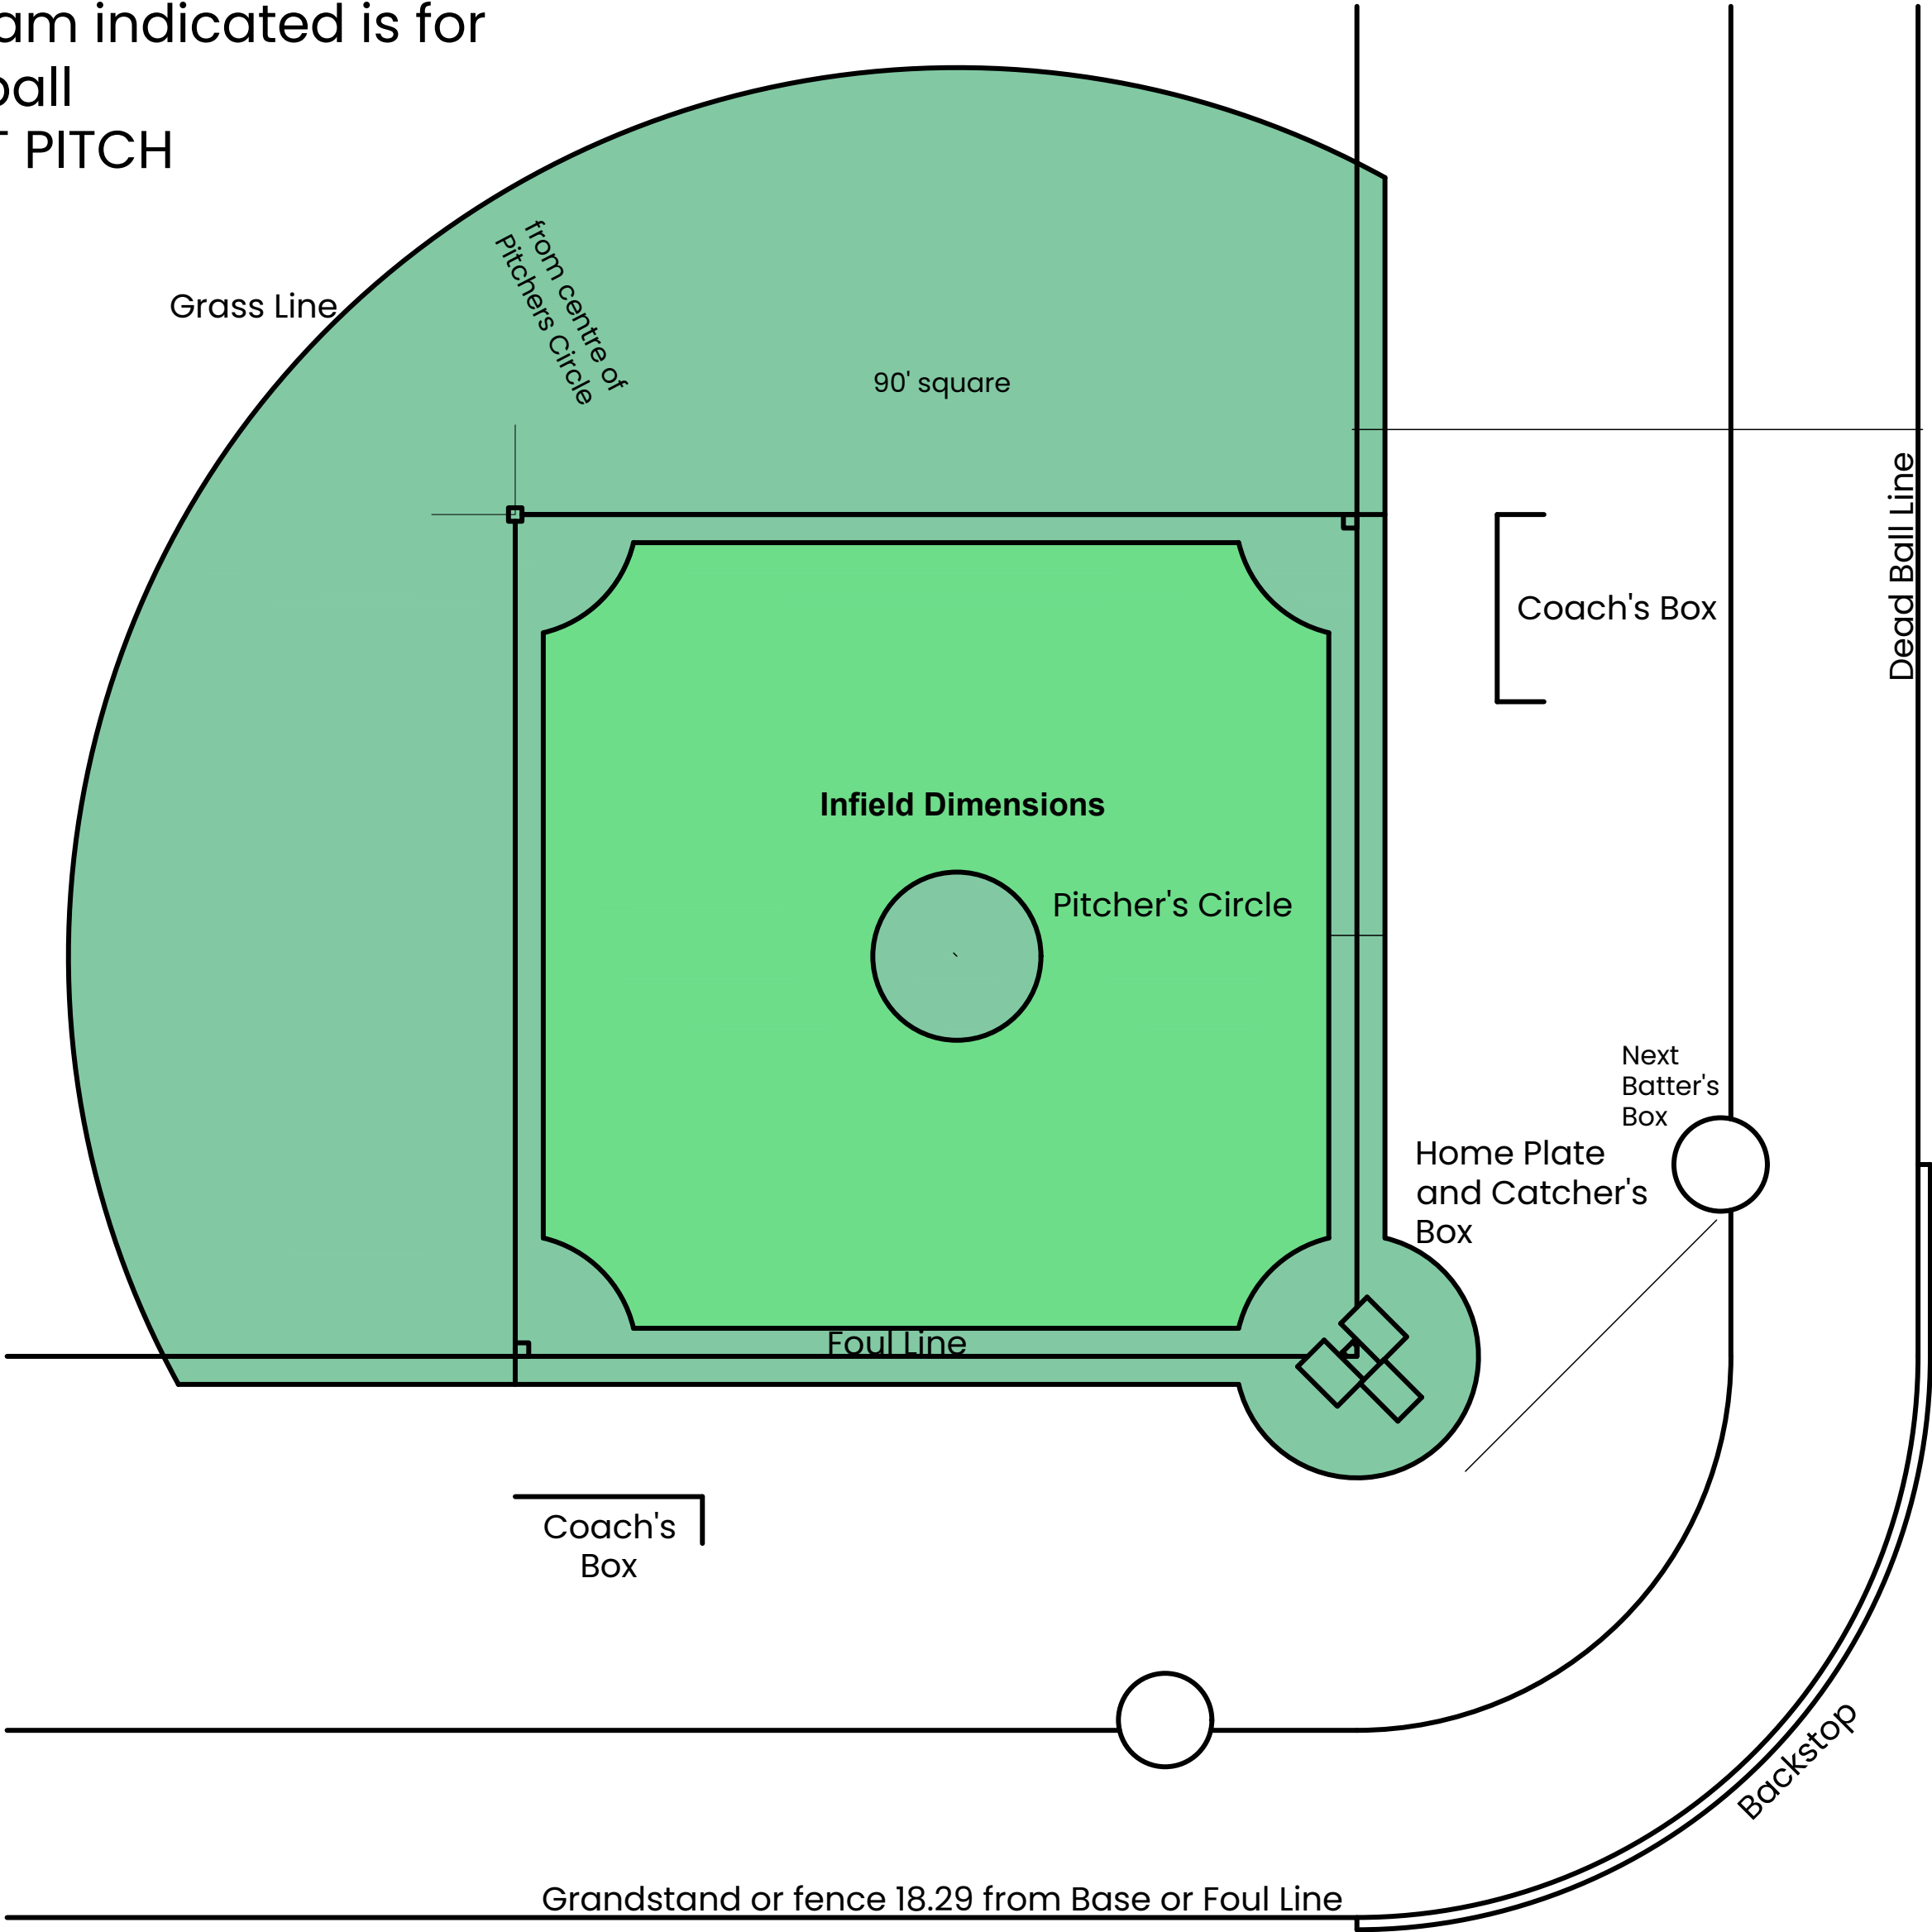 am indicated is for
ball
T PITCH
from centre of
Pitchers Circle
Grass Line
90' square
Dead Ball Line
Coach's Box
Infield Dimensions
Pitcher's Circle
Next
Batter's
Box
Home Plate
and Catcher's
Box
Foul Line
Coach's
Box
Backstop
Grandstand or fence 18.29 from Base or Foul Line